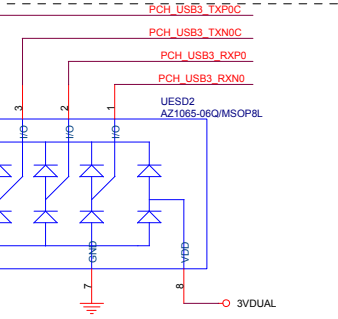 PCH_USB3_TXP0C
PCH_USB3_TXN0C
PCH_USB3_RXP0
PCH_USB3_RXN0
UESD2
AZ1065-06Q/MSOP8L
3
2
1
I/O
I/O
I/O
GND
VDD
7
8
3VDUAL